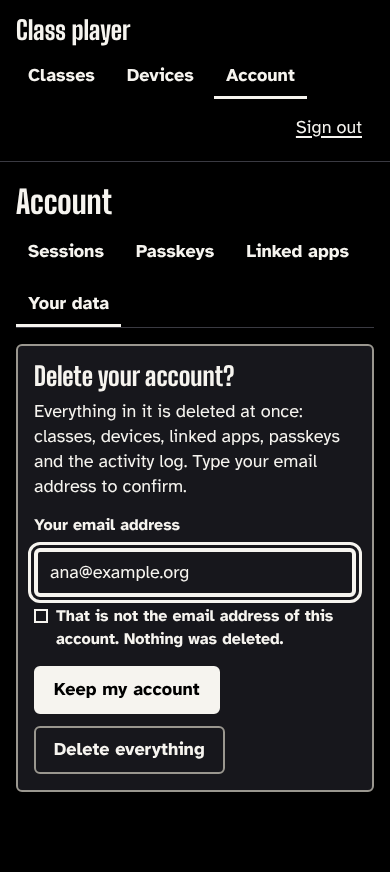 Class player
Classes Devices Account
Sign out
Account
Sessions Passkeys Linked apps
Your data
Delete your account?
Everything in it is deleted at once:
classes, devices, linked apps, passkeys
and the activity log. Type your email
address to confirm.
Your email address
ana@example.org
That is not the email address of this
account. Nothing was deleted.
Keep my account
Delete everything